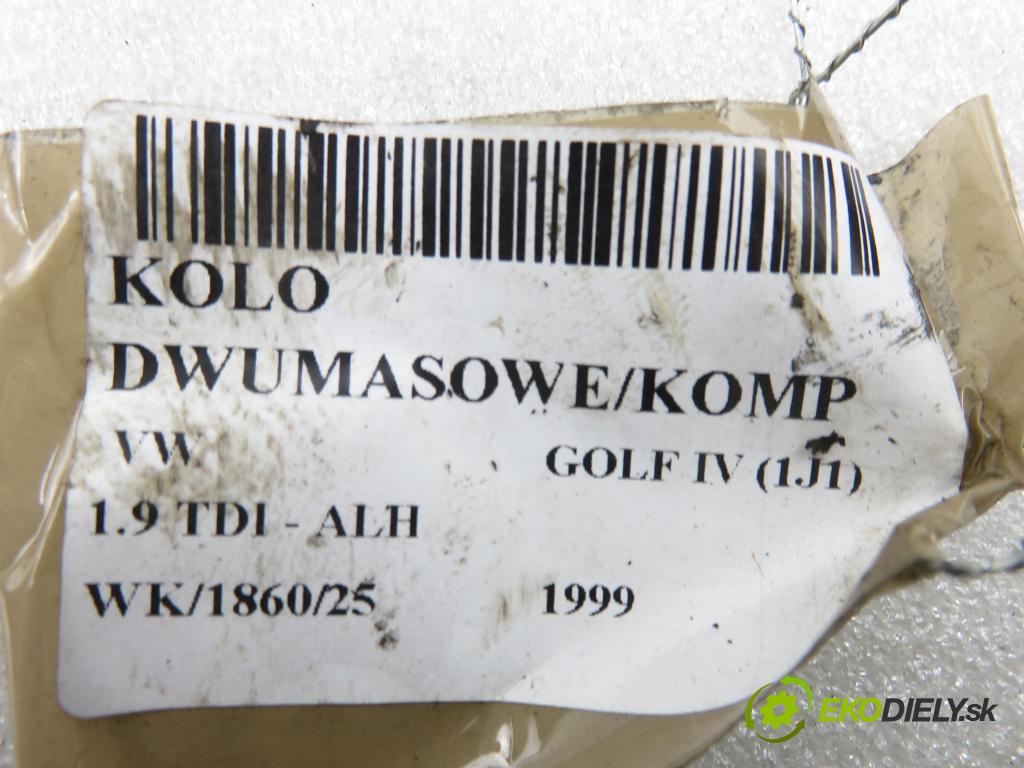 KOLO
DWUMASOWE/KOMP
VW GOLF IV (1J1)
1.9 TDI - ALH
WK/1860/25 1999
EKODIELY.sk